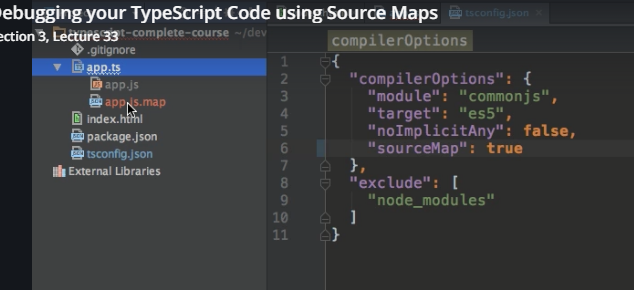 Debugging your TypeScript Code using Source Maps
ection 3, Lecture 33
tsconfig.json
typescript-complete-course ~/dev
.gitignore
app.ts
app.js
app.js.map
index.html
package.json
tsconfig.json
External Libraries
compilerOptions
1 {
2 "compilerOptions": {
3 "module": "commonjs",
4 "target": "es5",
5 "noImplicitAny": false,
6 "sourceMap": true
7 },
8 "exclude": [
9 "node_modules"
10 ]
11 }